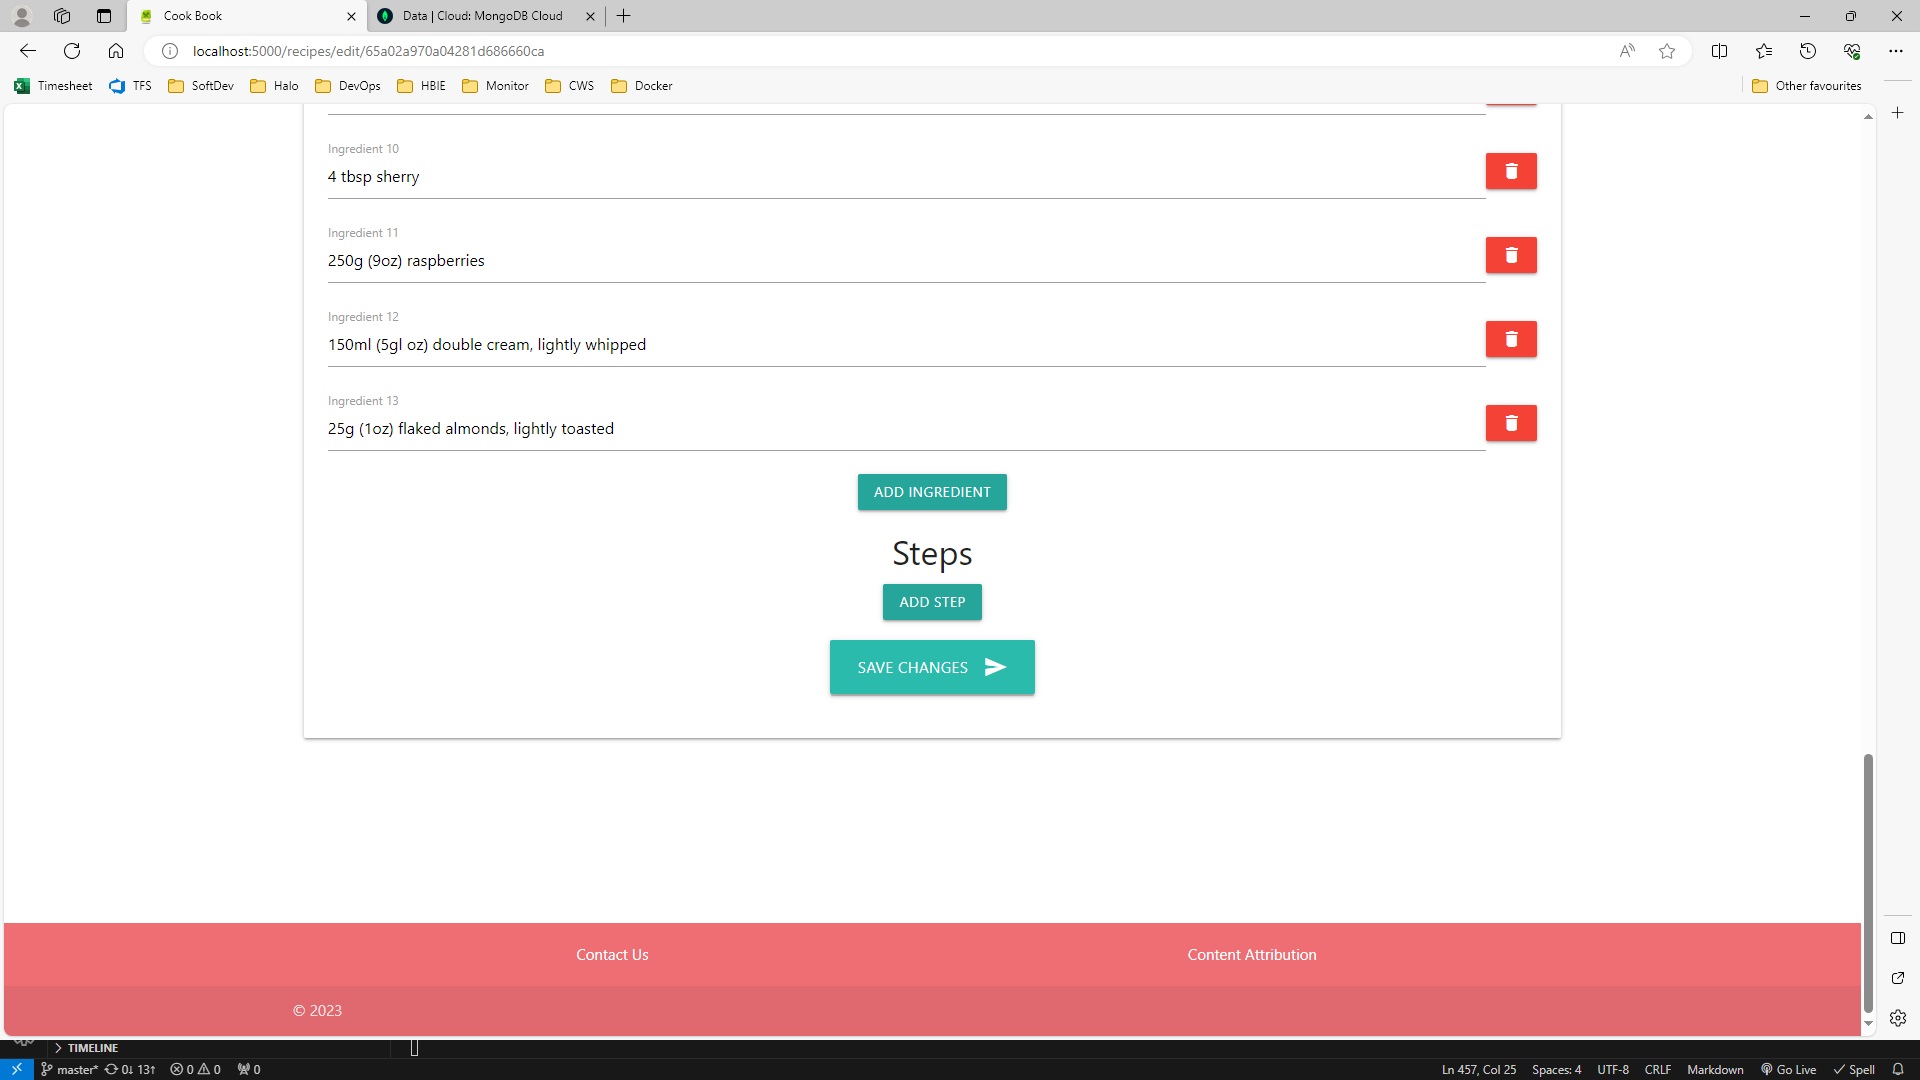 Cook Book
Data | Cloud: MongoDB Cloud
localhost:5000/recipes/edit/65a02a970a04281d686660ca
Timesheet TFS SoftDev Halo DevOps HBIE Monitor CWS Docker Other favourites
Ingredient 10
4 tbsp sherry
Ingredient 11
250g (9oz) raspberries
Ingredient 12
150ml (5gl oz) double cream, lightly whipped
Ingredient 13
25g (1oz) flaked almonds, lightly toasted
ADD INGREDIENT
Steps
ADD STEP
SAVE CHANGES
Contact Us Content Attribution
© 2023
TIMELINE
master* 0↓ 13↑ 0 0 0 Ln 457, Col 25 Spaces: 4 UTF-8 CRLF Markdown Go Live Spell